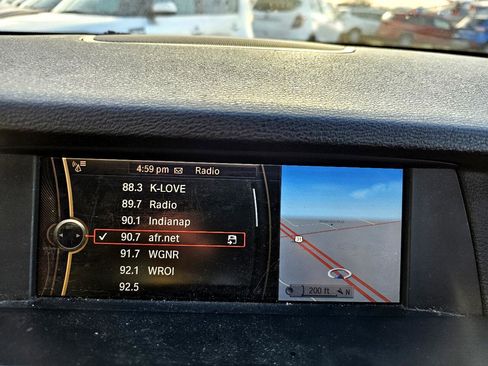 4:59 pm Radio
88.3 K-LOVE
89.7 Radio
90.1 Indianap
✓ 90.7 afr.net
91.7 WGNR
92.1 WROI
92.5
31
200 ft N